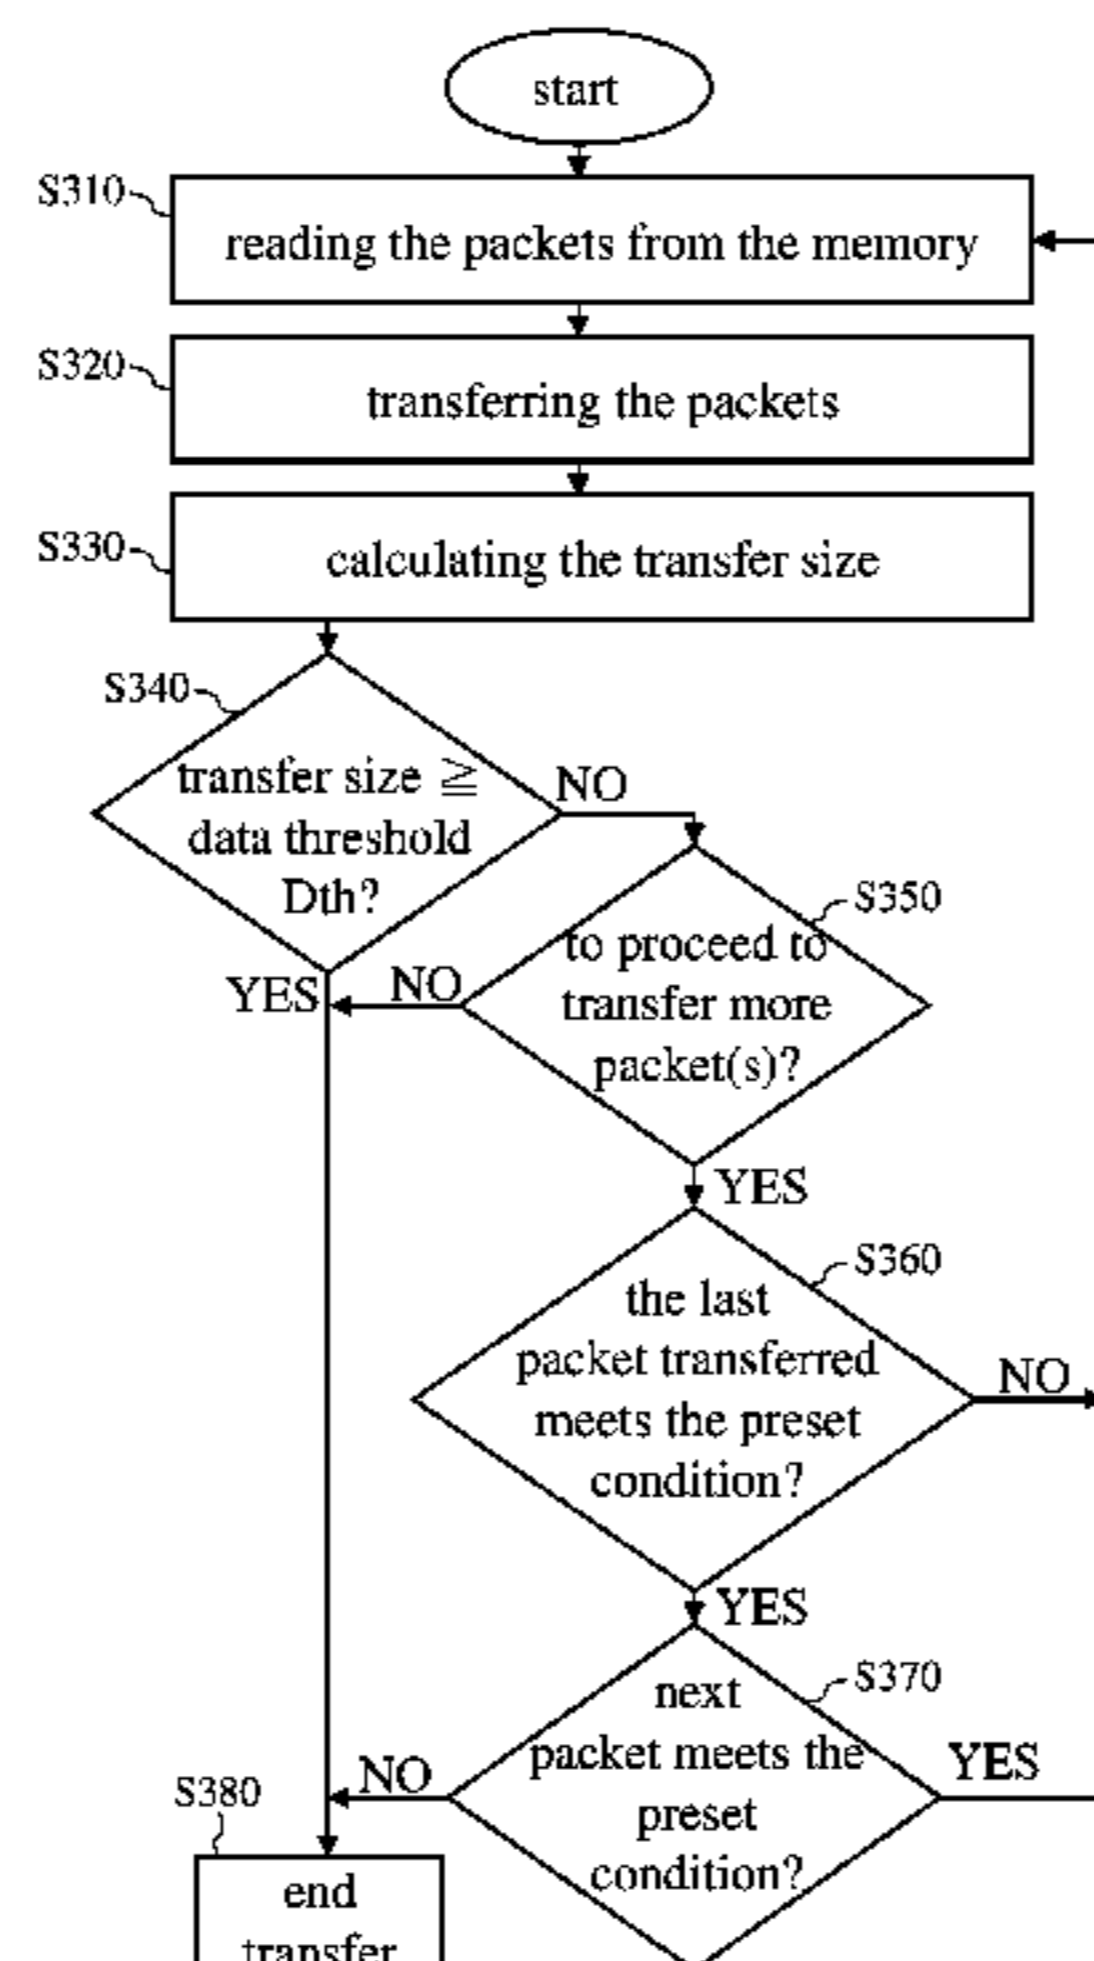 start
S310
reading the packets from the memory
S320
transferring the packets
S330
calculating the transfer size
S340
transfer size ≧
data threshold
Dth?
NO
YES
S350
to proceed to
transfer more
packet(s)?
NO
YES
S360
the last
packet transferred
meets the preset
condition?
NO
YES
S370
next
packet meets the
preset
condition?
NO
YES
S380
end
transfer